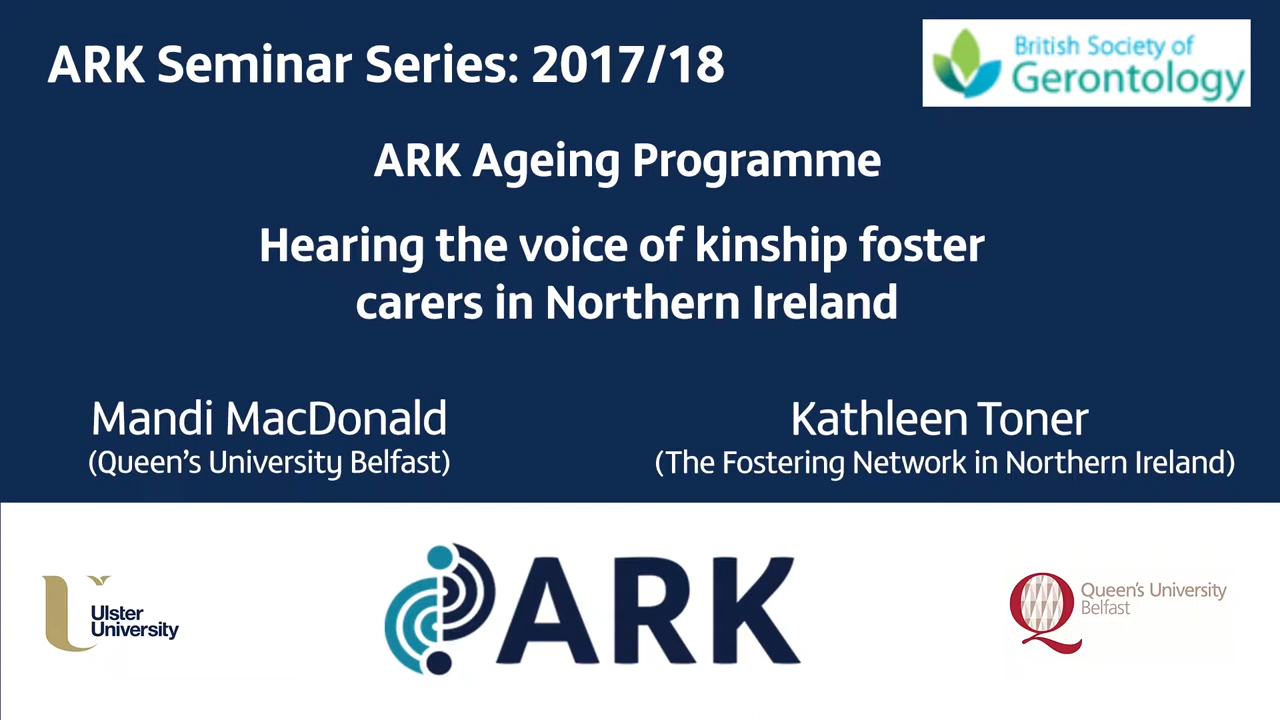 ARK Seminar Series: 2017/18
British Society of
Gerontology
ARK Ageing Programme
Hearing the voice of kinship foster
carers in Northern Ireland
Mandi MacDonald
(Queen's University Belfast)
Kathleen Toner
(The Fostering Network in Northern Ireland)
Ulster
University
ARK
Queen's University
Belfast